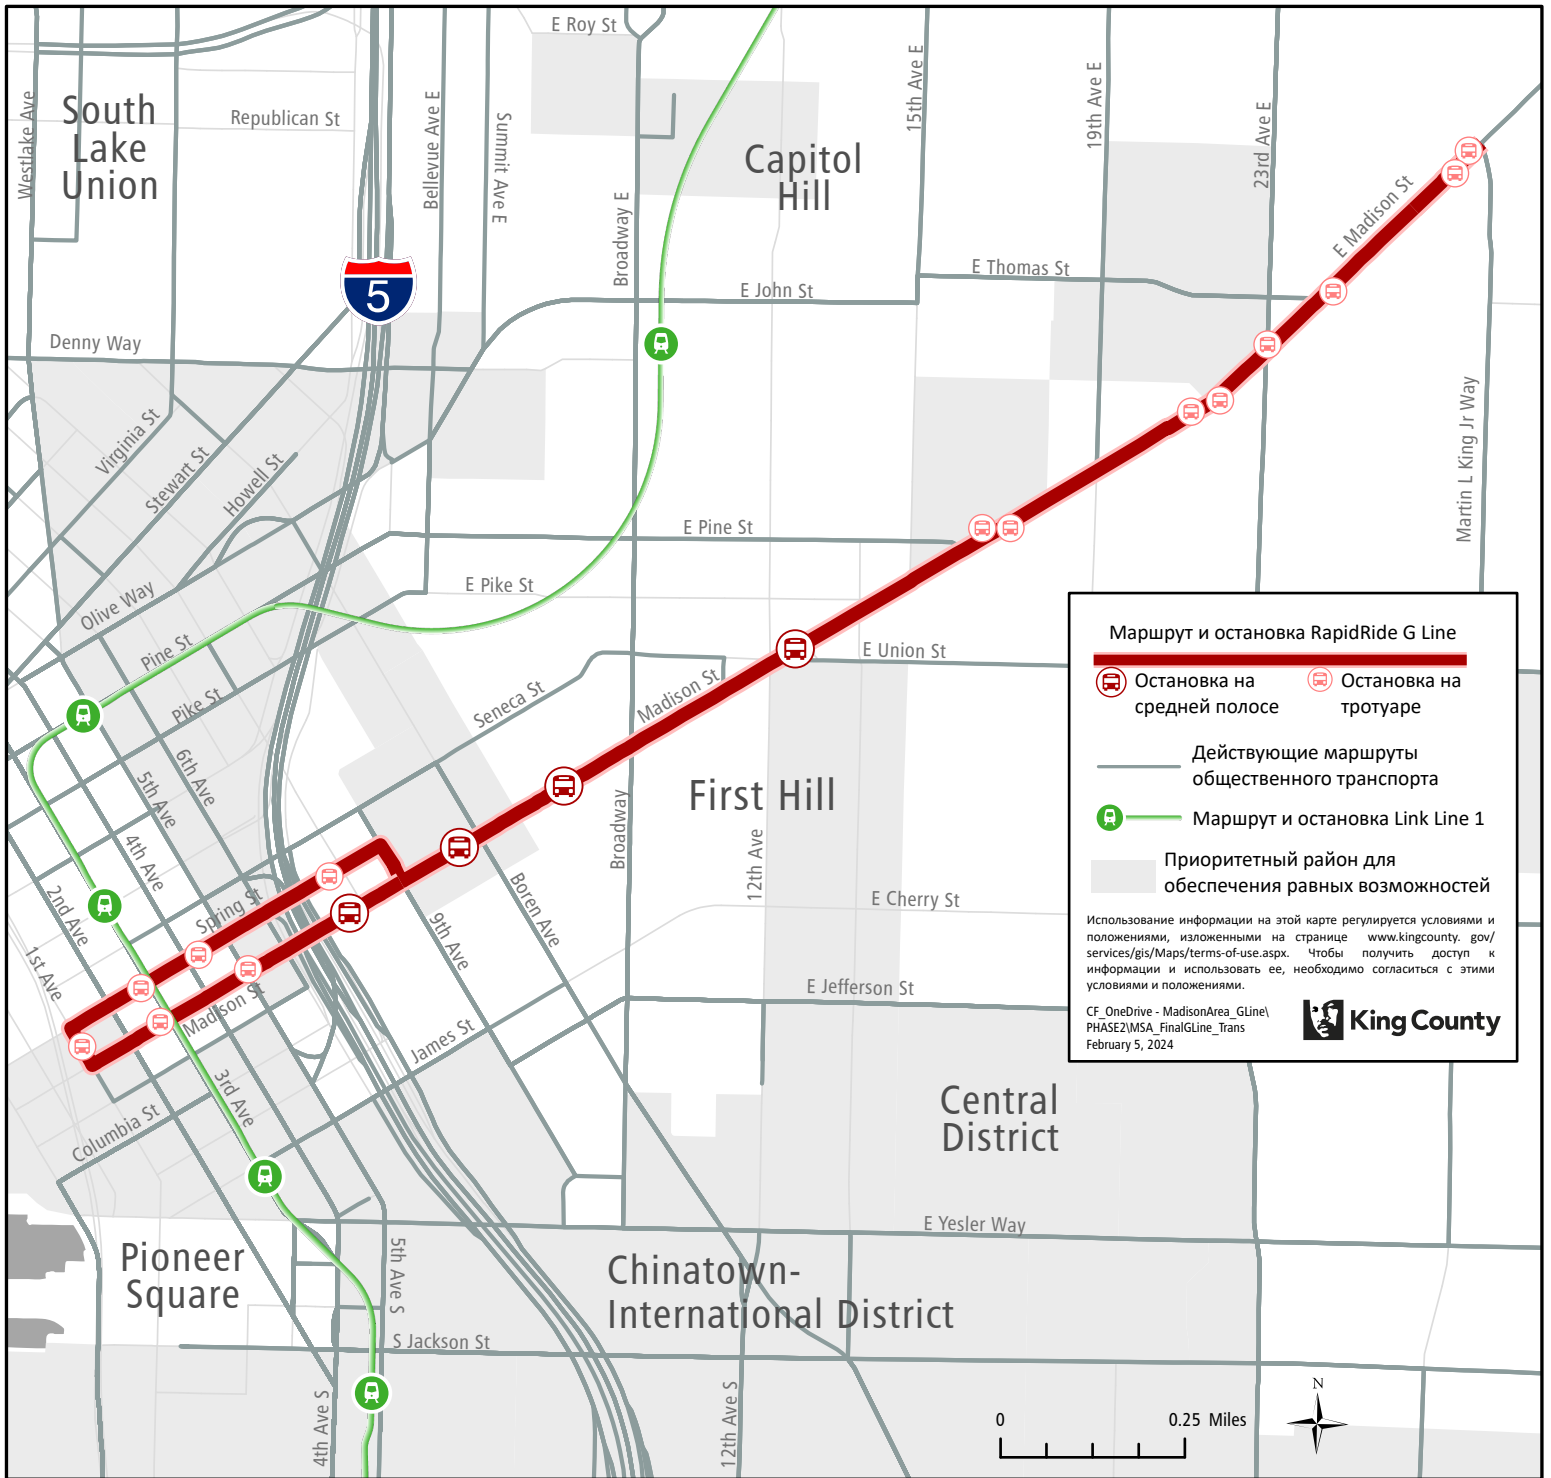 E Roy St
South
Lake
Union
Westlake Ave
Republican St
Bellevue Ave E
Summit Ave E
Broadway E
Capitol
Hill
15th Ave E
19th Ave E
23rd Ave E
E Madison St
5
E Thomas St
E John St
Denny Way
Virginia St
Stewart St
Howell St
Martin L King Jr Way
E Pine St
E Pike St
Olive Way
Pine St
Pike St
Seneca St
Madison St
E Union St
6th Ave
5th Ave
4th Ave
2nd Ave
1st Ave
Spring St
Madison St
3rd Ave
Columbia St
James St
9th Ave
Boren Ave
Broadway
First Hill
12th Ave
E Cherry St
E Jefferson St
Маршрут и остановка RapidRide G Line
Остановка на
средней полосе
Остановка на
тротуаре
Действующие маршруты
общественного транспорта
Маршрут и остановка Link Line 1
Приоритетный район для
обеспечения равных возможностей
Использование информации на этой карте регулируется условиями и
положениями, изложенными на странице www.kingcounty. gov/
services/gis/Maps/terms-of-use.aspx. Чтобы получить доступ к
информации и использовать ее, необходимо согласиться с этими
условиями и положениями.
CF_OneDrive - MadisonArea_GLine\
PHASE2\MSA_FinalGLine_Trans
February 5, 2024
King County
Central
District
E Yesler Way
Pioneer
Square
5th Ave S
Chinatown-
International District
S Jackson St
4th Ave S
12th Ave S
0
0.25 Miles
N